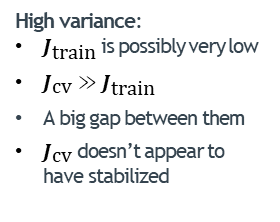 High variance:
• J_train is possibly very low
• J_cv ≫ J_train
• A big gap between them
• J_cv doesn’t appear to
have stabilized